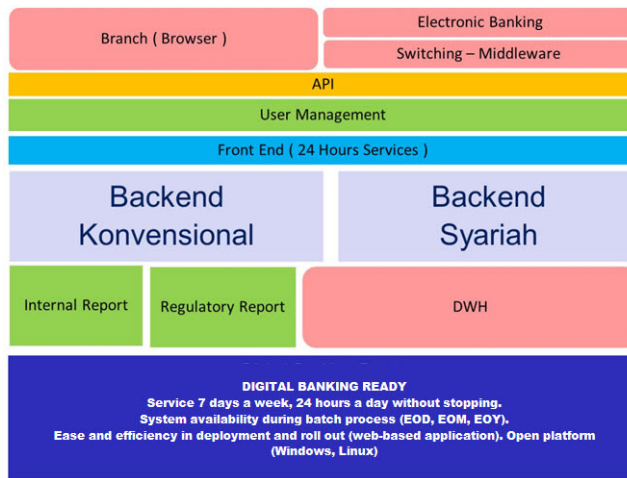 Branch ( Browser )
Electronic Banking
Switching – Middleware
API
User Management
Front End ( 24 Hours Services )
Backend
Konvensional
Backend
Syariah
Internal Report
Regulatory Report
DWH
DIGITAL BANKING READY
Service 7 days a week, 24 hours a day without stopping.
System availability during batch process (EOD, EOM, EOY).
Ease and efficiency in deployment and roll out (web-based application). Open platform
(Windows, Linux)